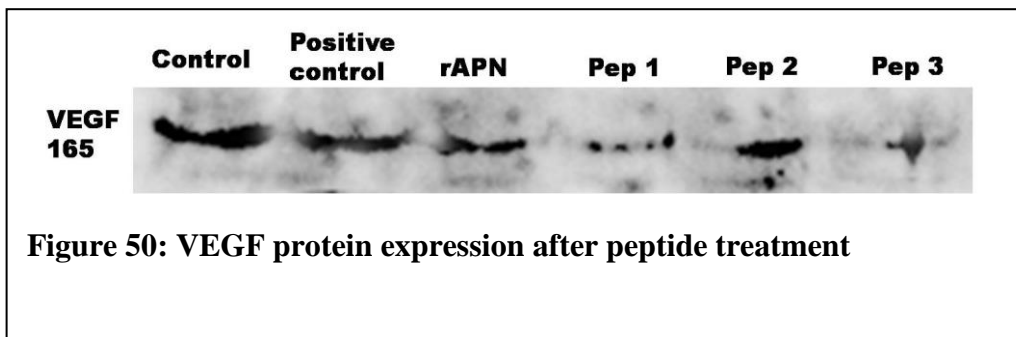 Control Positive control rAPN Pep 1 Pep 2 Pep 3
VEGF 165
Figure 50: VEGF protein expression after peptide treatment